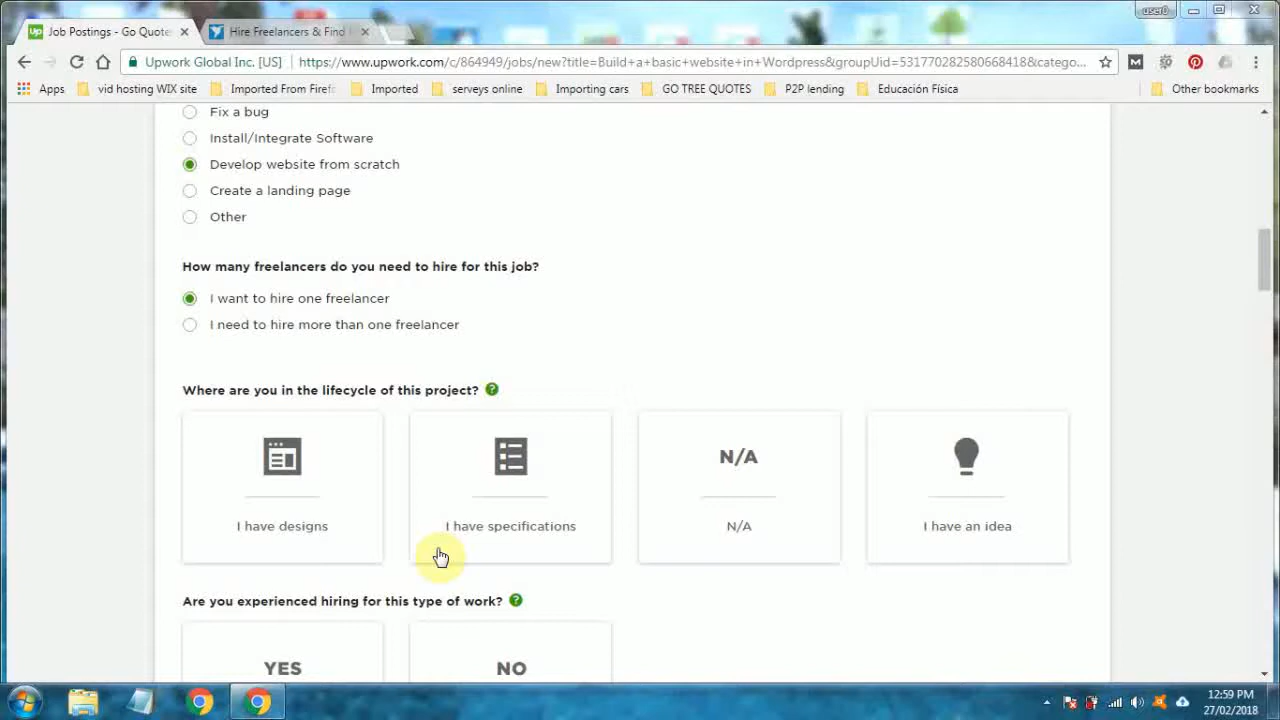 user0
Job Postings - Go Quote
Hire Freelancers & Find
Upwork Global Inc. [US] | https://www.upwork.com/c/864949/jobs/new?title=Build+a+basic+website+in+Wordpress&groupUid=531770282580668418&catego...
Apps vid hosting WIX site Imported From Firef Imported serveys online Importing cars GO TREE QUOTES P2P lending Educación Física Other bookmarks
Fix a bug
Install/Integrate Software
Develop website from scratch
Create a landing page
Other
How many freelancers do you need to hire for this job?
I want to hire one freelancer
I need to hire more than one freelancer
Where are you in the lifecycle of this project? ?
N/A
I have designs I have specifications N/A I have an idea
Are you experienced hiring for this type of work? ?
YES NO
12:59 PM
27/02/2018